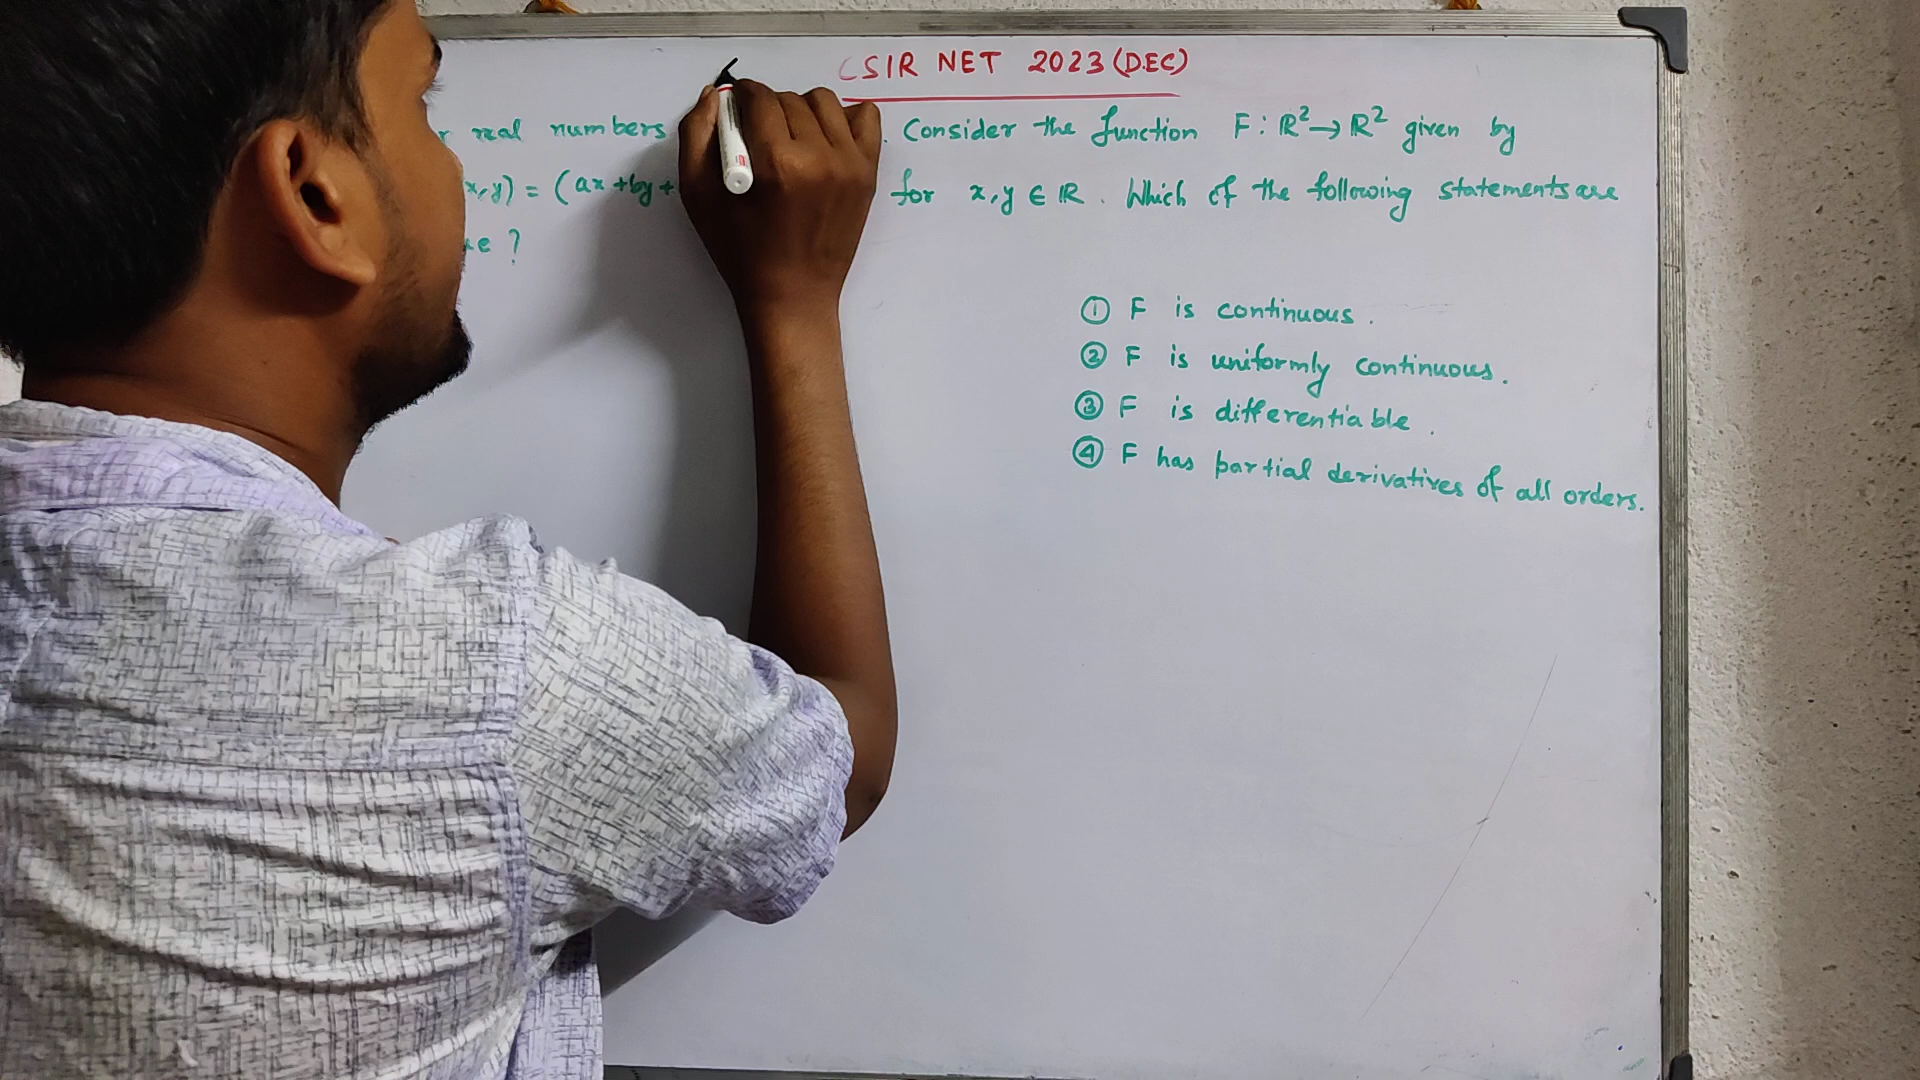 CSIR NET 2023 (DEC)
real numbers . Consider the function F : ℝ² → ℝ² given by
x, y) = (ax + by + for x, y ∈ ℝ . Which of the following statements are
?
① F is continuous .
② F is uniformly continuous .
③ F is differentiable .
④ F has partial derivatives of all orders.